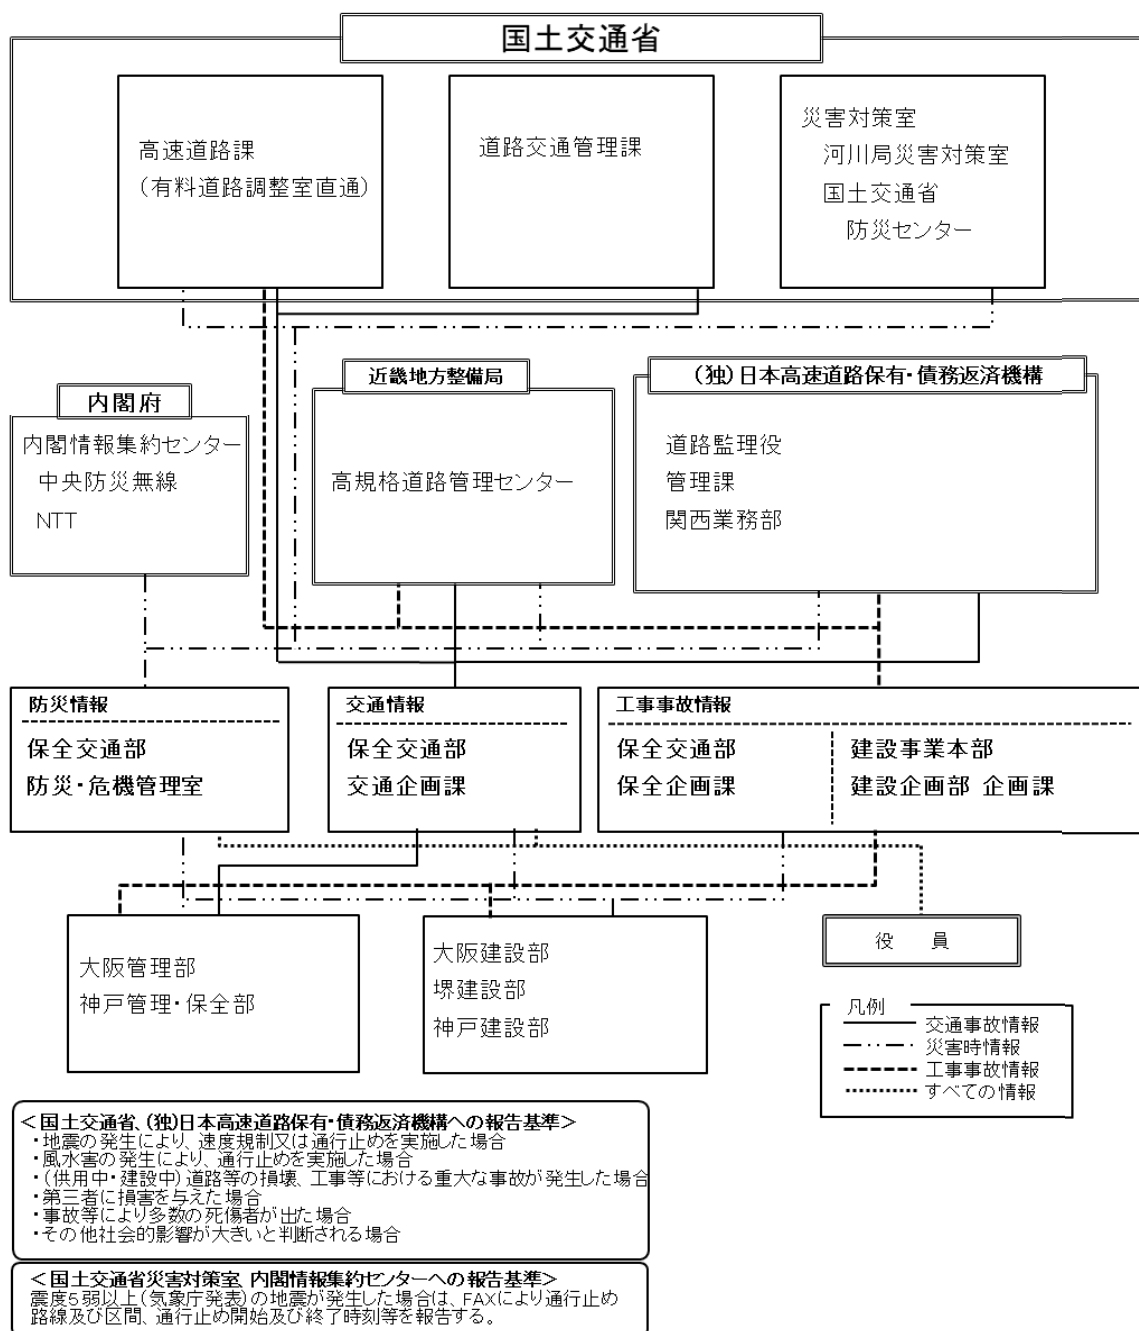 国土交通省
高速道路課
(有料道路調整室直通)
道路交通管理課
災害対策室
河川局災害対策室
国土交通省
防災センター
内閣府
内閣情報集約センター
中央防災無線
NTT
近畿地方整備局
高規格道路管理センター
(独)日本高速道路保有・債務返済機構
道路監理役
管理課
関西業務部
防災情報
保全交通部
防災・危機管理室
交通情報
保全交通部
交通企画課
工事事故情報
保全交通部
保全企画課
建設事業本部
建設企画部 企画課
大阪管理部
神戸管理・保全部
大阪建設部
堺建設部
神戸建設部
役 員
凡例
交通事故情報
災害時情報
工事事故情報
すべての情報
<国土交通省、(独)日本高速道路保有・債務返済機構への報告基準>
・地震の発生により、速度規制又は通行止めを実施した場合
・風水害の発生により、通行止めを実施した場合
・(供用中・建設中)道路等の損壊、工事等における重大な事故が発生した場合
・第三者に損害を与えた場合
・事故等により多数の死傷者が出た場合
・その他社会的影響が大きいと判断される場合
<国土交通省災害対策室、内閣情報集約センターへの報告基準>
震度5弱以上(気象庁発表)の地震が発生した場合は、FAXにより通行止め
路線及び区間、通行止め開始及び終了時刻等を報告する。